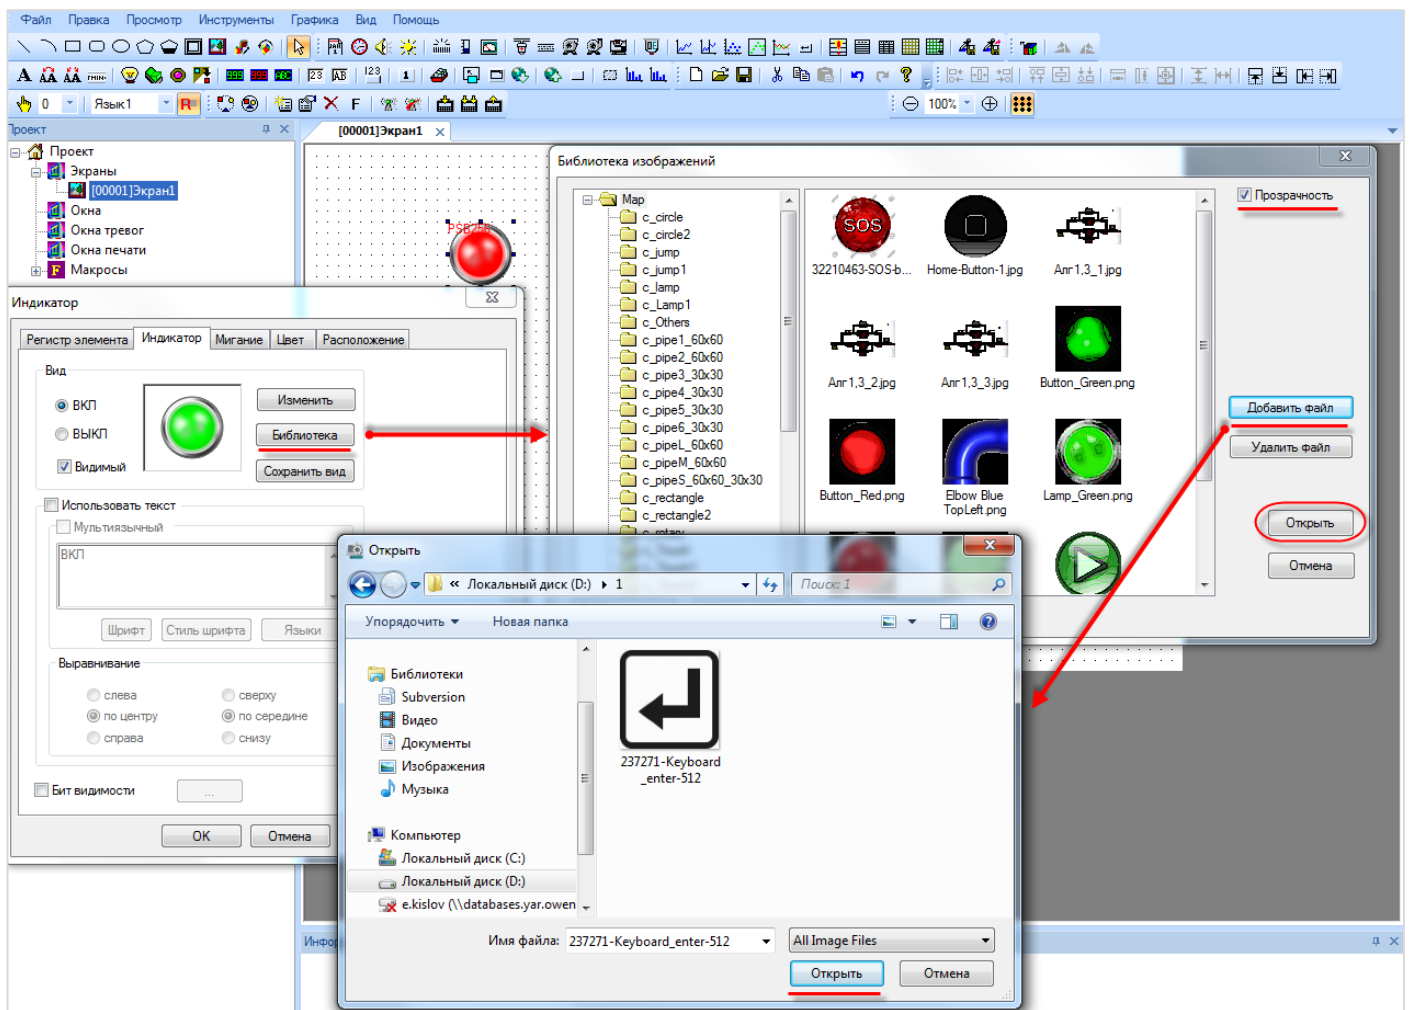 Файл Правка Просмотр Инструменты Графика Вид Помощь
0 Язык1 R F 100%
Проект
[00001]Экран1
Проект
Экраны
[00001]Экран1
Окна
Окна тревог
Окна печати
Макросы
PSB256
Индикатор
Регистр элемента Индикатор Мигание Цвет Расположение
Вид
ВКЛ
ВЫКЛ
Видимый
Изменить
Библиотека
Сохранить вид
Использовать текст
Мультиязычный
ВКЛ
Шрифт Стиль шрифта Языки
Выравнивание
слева сверху
по центру по середине
справа снизу
Бит видимости ...
OK Отмена
Библиотека изображений
Map
c_circle
c_circle2
c_jump
c_jump1
c_lamp
c_Lamp1
c_Others
c_pipe1_60x60
c_pipe2_60x60
c_pipe3_30x30
c_pipe4_30x30
c_pipe5_30x30
c_pipe6_30x30
c_pipeL_60x60
c_pipeM_60x60
c_pipeS_60x60_30x30
c_rectangle
c_rectangle2
c_rotary
SOS
32210463-SOS-b... Home-Button-1.jpg Алг1,3_1.jpg
Алг1,3_2.jpg Алг1,3_3.jpg Button_Green.png
Button_Red.png Elbow Blue TopLeft.png Lamp_Green.png
Прозрачность
Добавить файл
Удалить файл
Открыть
Отмена
Открыть
« Локальный диск (D:) 1 Поиск: 1
Упорядочить Новая папка
Библиотеки
Subversion
Видео
Документы
Изображения
Музыка
Компьютер
Локальный диск (C:)
Локальный диск (D:)
e.kislov (\\databases.yar.owen
237271-Keyboard
_enter-512
Имя файла: 237271-Keyboard_enter-512 All Image Files
Открыть Отмена